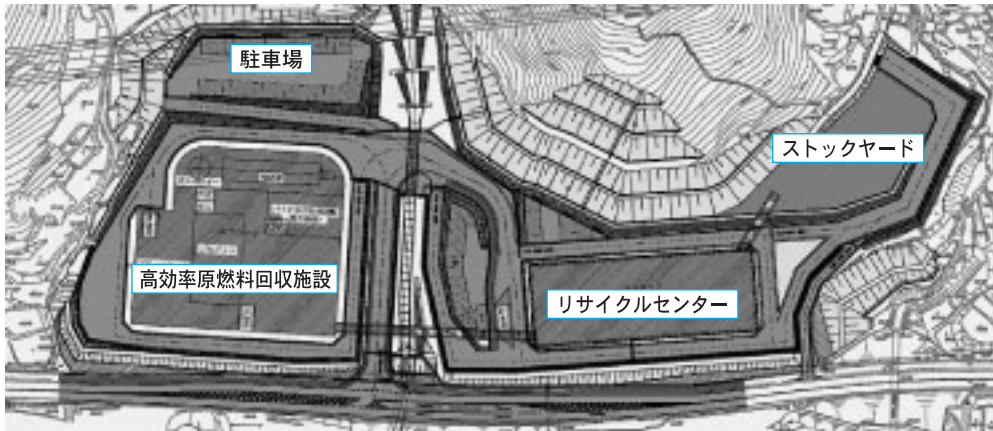 駐車場
ストックヤード
高効率原燃料回収施設
リサイクルセンター